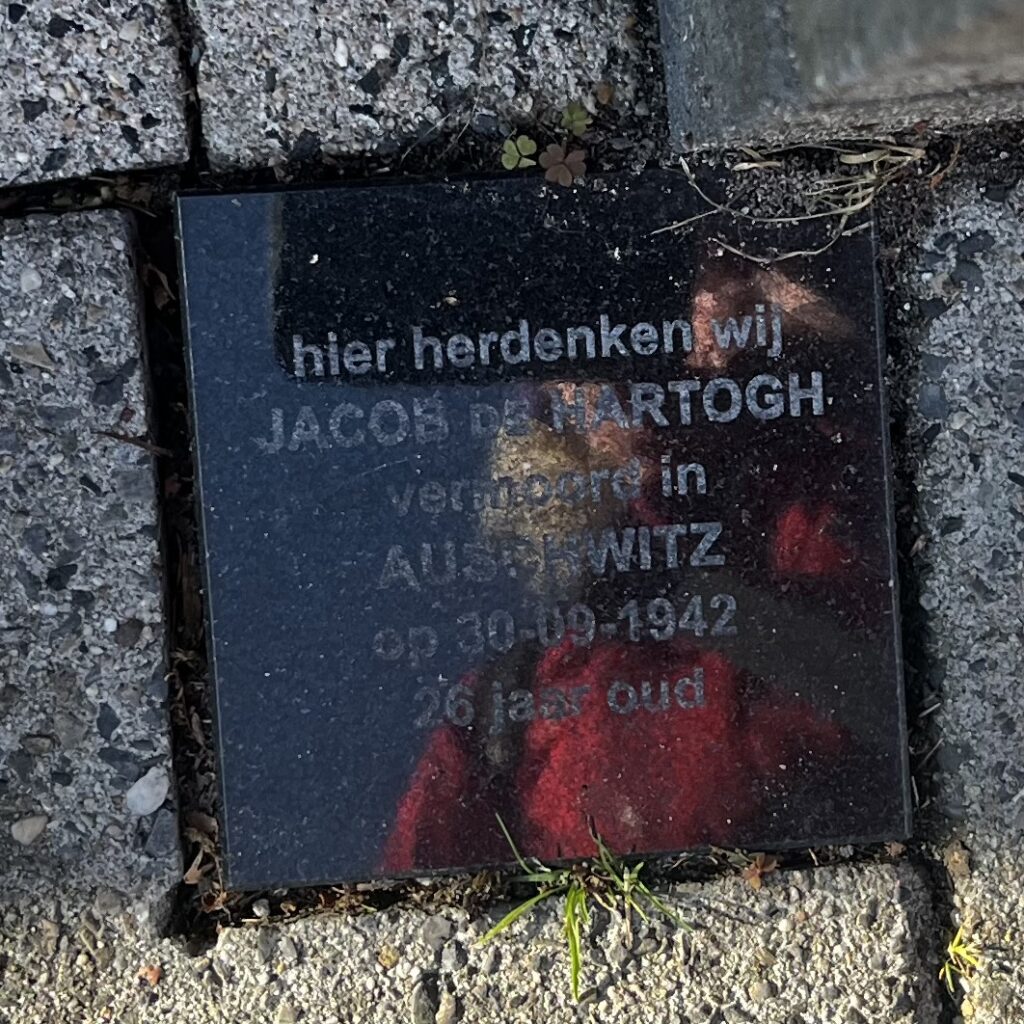 hier herdenken wij
JACOB DE HARTOGH
vermoord in
AUSCHWITZ
op 30-09-1942
26 jaar oud